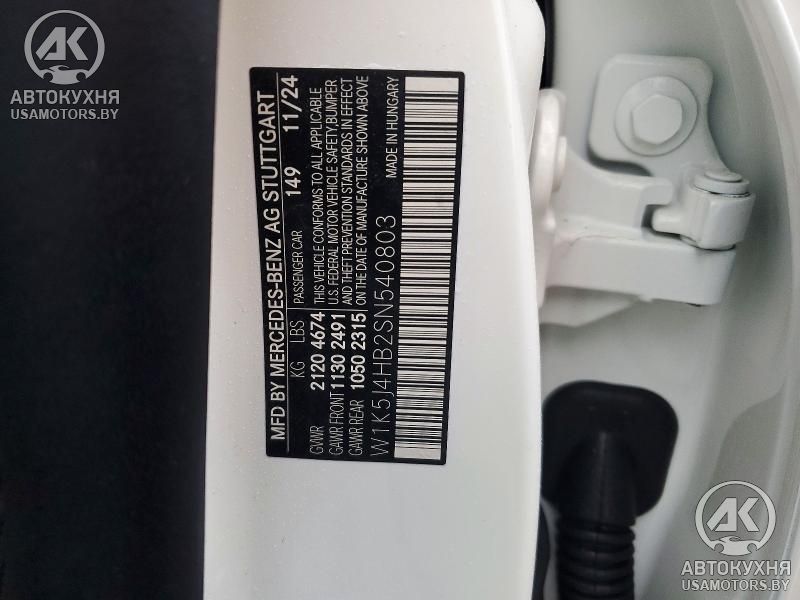 AK
АВТОКУХНЯ
USAMOTORS.BY
MFD BY MERCEDES-BENZ AG STUTTGART
KG LBS PASSENGER CAR 149 11/24
GVWR 2120 4674 THIS VEHICLE CONFORMS TO ALL APPLICABLE
GAWR FRONT 1130 2491 U.S. FEDERAL MOTOR VEHICLE SAFETY, BUMPER
GAWR REAR 1050 2315 AND THEFT PREVENTION STANDARDS IN EFFECT
ON THE DATE OF MANUFACTURE SHOWN ABOVE
W1K5J4HB2SN540803 MADE IN HUNGARY
AK
АВТОКУХНЯ
USAMOTORS.BY